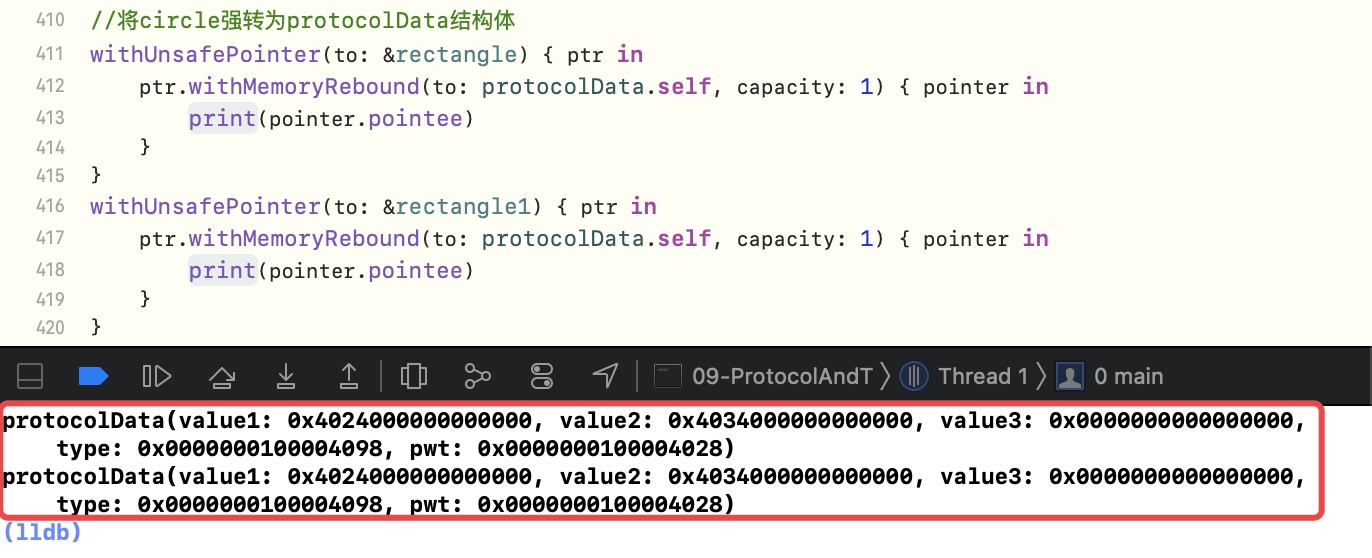 410 //将circle强转为protocolData结构体
411 withUnsafePointer(to: &rectangle) { ptr in
412     ptr.withMemoryRebound(to: protocolData.self, capacity: 1) { pointer in
413         print(pointer.pointee)
414     }
415 }
416 withUnsafePointer(to: &rectangle1) { ptr in
417     ptr.withMemoryRebound(to: protocolData.self, capacity: 1) { pointer in
418         print(pointer.pointee)
419     }
420 }
09-ProtocolAndT 〉 Thread 1 〉 0 main
protocolData(value1: 0x4024000000000000, value2: 0x4034000000000000, value3: 0x0000000000000000,
    type: 0x0000000100004098, pwt: 0x0000000100004028)
protocolData(value1: 0x4024000000000000, value2: 0x4034000000000000, value3: 0x0000000000000000,
    type: 0x0000000100004098, pwt: 0x0000000100004028)
(lldb)